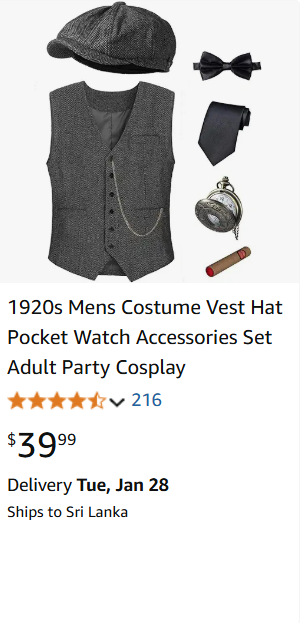 1920s Mens Costume Vest Hat
Pocket Watch Accessories Set
Adult Party Cosplay
216
$39.99
Delivery Tue, Jan 28
Ships to Sri Lanka